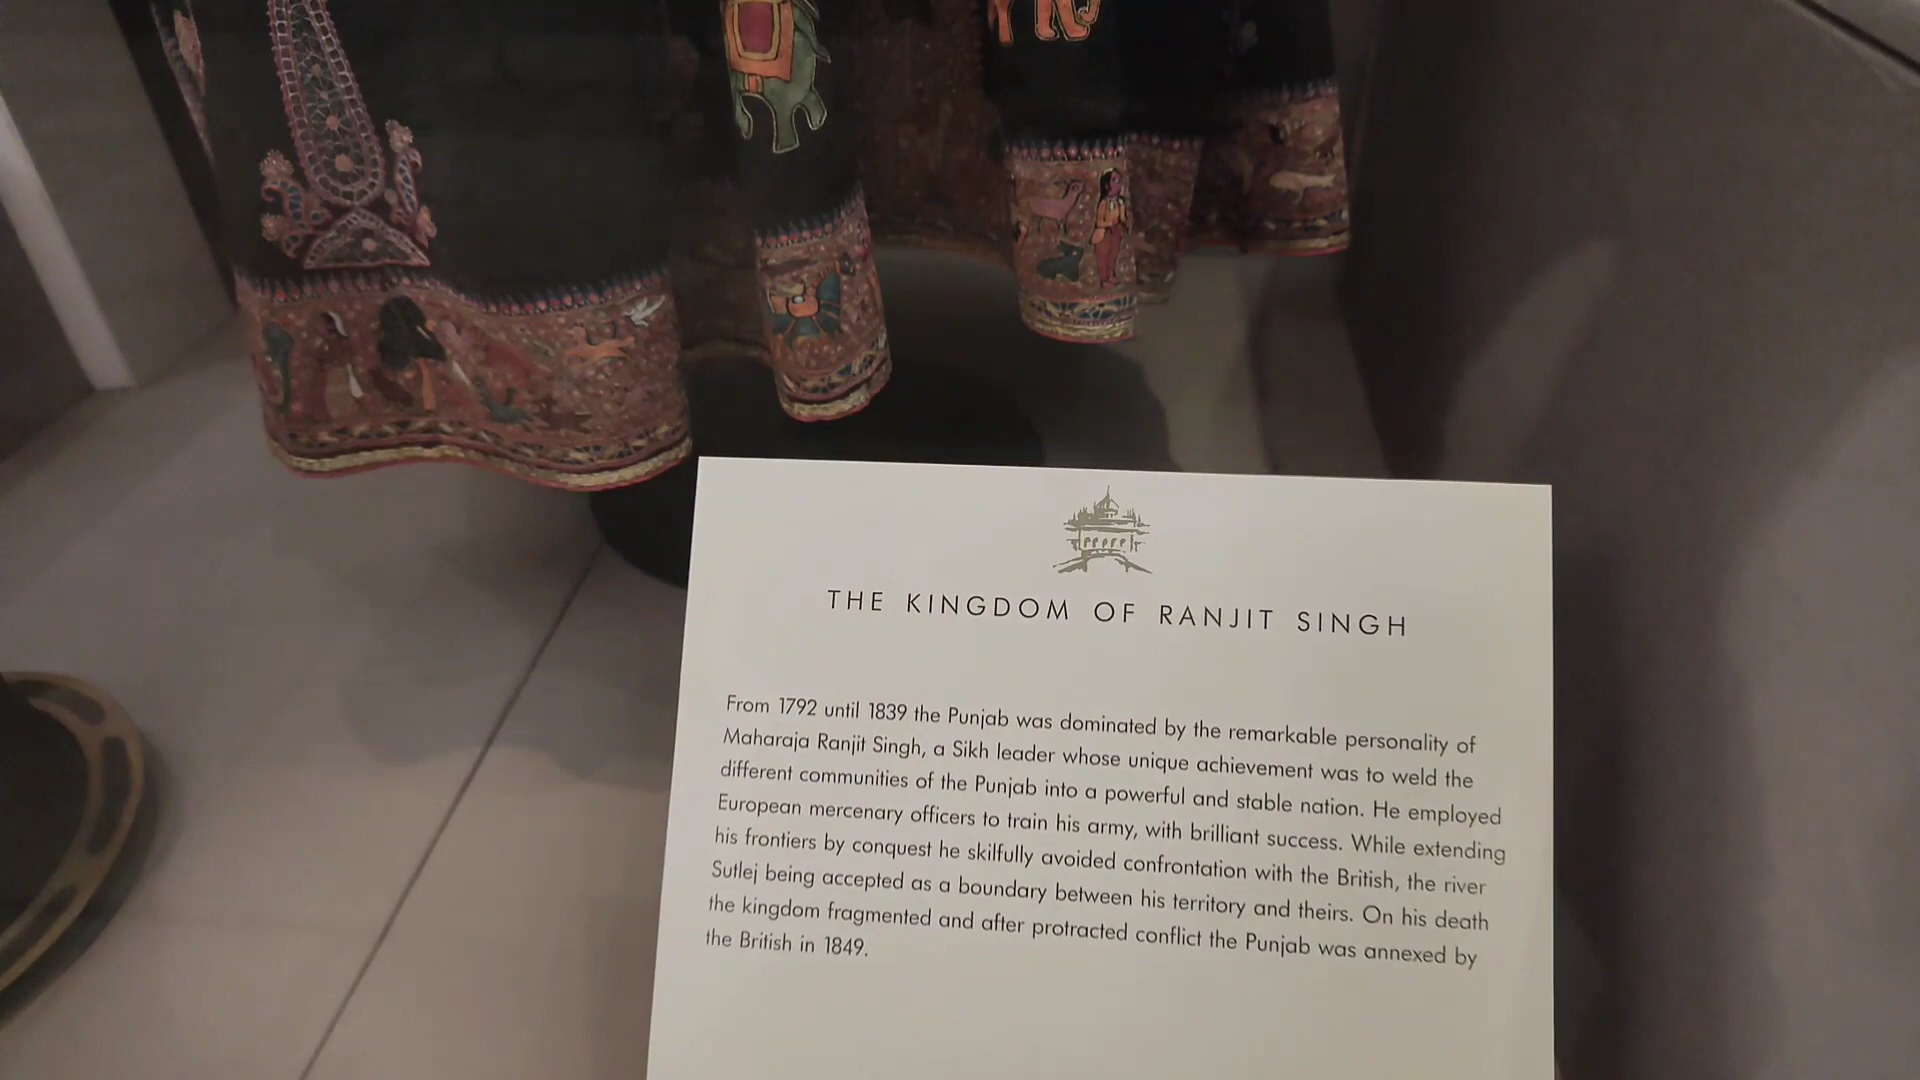 THE KINGDOM OF RANJIT SINGH
From 1792 until 1839 the Punjab was dominated by the remarkable personality of
Maharaja Ranjit Singh, a Sikh leader whose unique achievement was to weld the
different communities of the Punjab into a powerful and stable nation. He employed
European mercenary officers to train his army, with brilliant success. While extending
his frontiers by conquest he skilfully avoided confrontation with the British, the river
Sutlej being accepted as a boundary between his territory and theirs. On his death
the kingdom fragmented and after protracted conflict the Punjab was annexed by
the British in 1849.